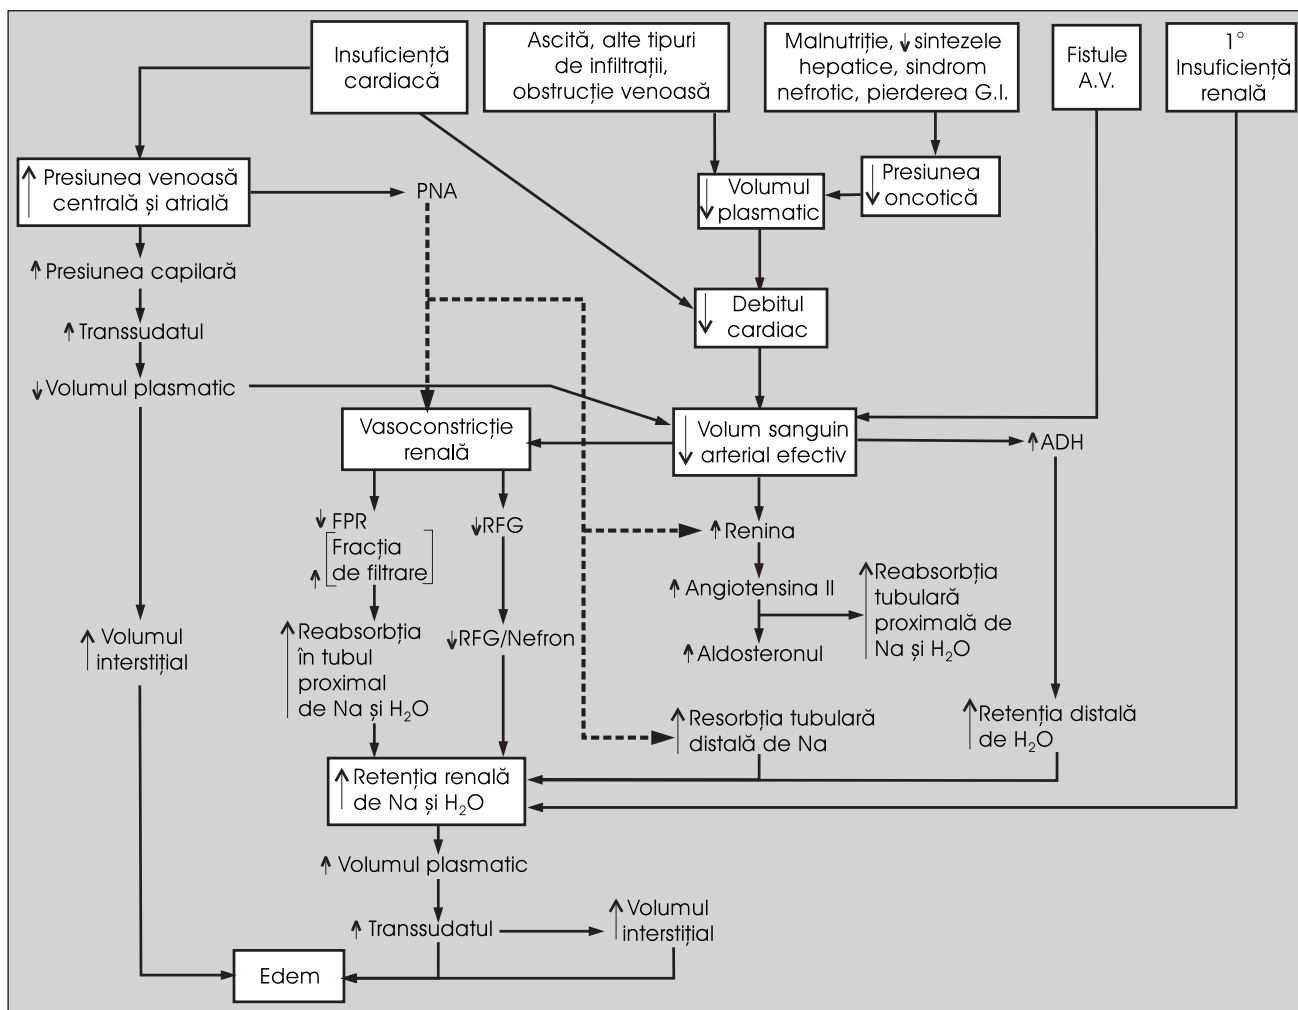 Insuficiență
cardiacă
Ascită, alte tipuri
de infiltrații,
obstrucție venoasă
Malnutriție, ↓ sintezele
hepatice, sindrom
nefrotic, pierderea G.I.
Fistule
A.V.
1°
Insuficiență
renală
↑ Presiunea venoasă
centrală și atrială
PNA
↓ Volumul
plasmatic
↓ Presiunea
oncotică
↑ Presiunea capilară
↓ Debitul
cardiac
↑ Transsudatul
↓ Volumul plasmatic
Vasoconstricție
renală
↓ Volum sanguin
arterial efectiv
↑ ADH
↓ FPR
[Fracția
↑ de filtrare]
↓RFG
↑ Renina
↑ Angiotensina II
↑ Reabsorbția
tubulară
proximală de
Na și H₂O
↑ Volumul
interstițial
↑ Reabsorbția
în tubul
proximal
de Na și H₂O
↓RFG/Nefron
↑ Aldosteronul
↑ Resorbția tubulară
distală de Na
↑ Retenția distală
de H₂O
↑ Retenția renală
de Na și H₂O
↑ Volumul plasmatic
↑ Transsudatul
↑ Volumul
interstițial
Edem